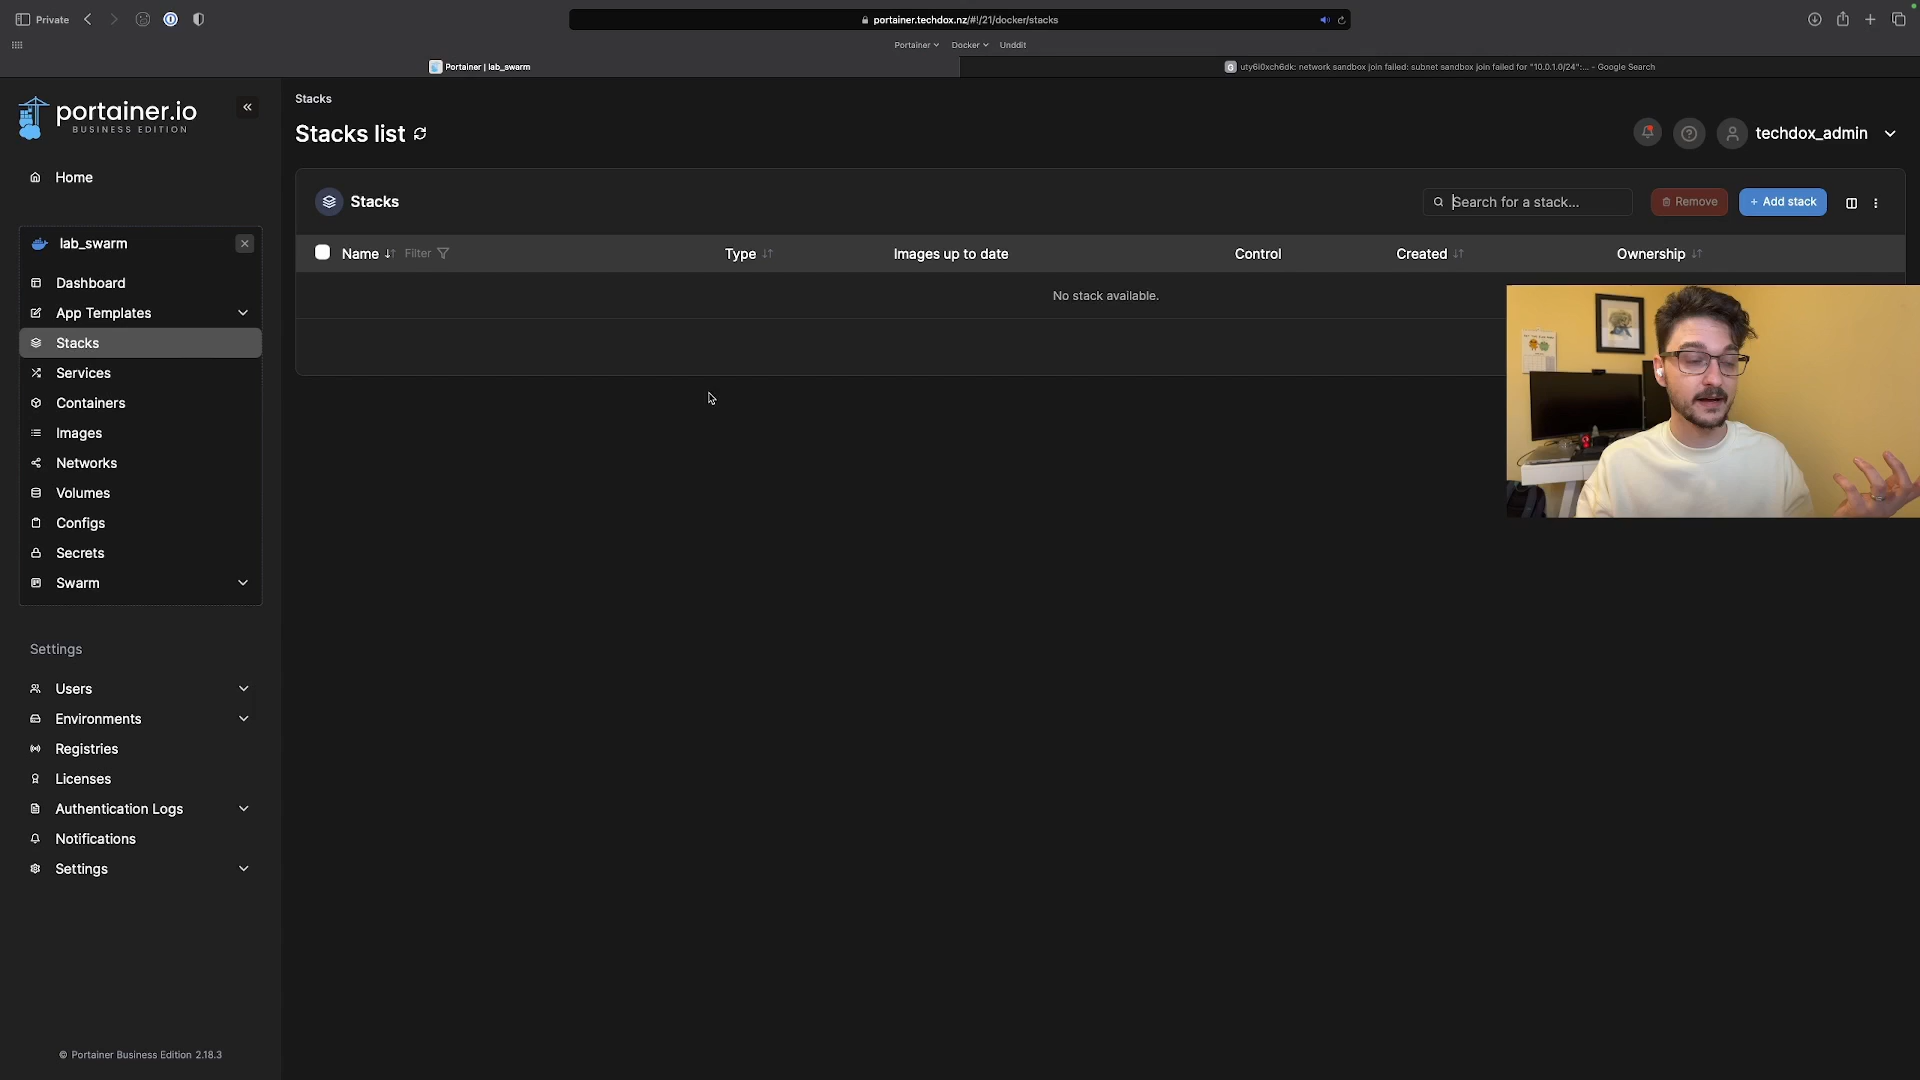 Private
portainer.techdox.nz/#!/21/docker/stacks
Portainer
Docker
Unddit
Portainer | lab_swarm
uty6i0xch6dk: network sandbox join failed: subnet sandbox join failed for "10.0.1.0/24":... - Google Search
portainer.io
BUSINESS EDITION
Home
lab_swarm
Dashboard
App Templates
Stacks
Services
Containers
Images
Networks
Volumes
Configs
Secrets
Swarm
Settings
Users
Environments
Registries
Licenses
Authentication Logs
Notifications
Settings
© Portainer Business Edition 2.18.3
Stacks
Stacks list
techdox_admin
Stacks
Search for a stack...
Remove
+ Add stack
Name
Filter
Type
Images up to date
Control
Created
Ownership
No stack available.